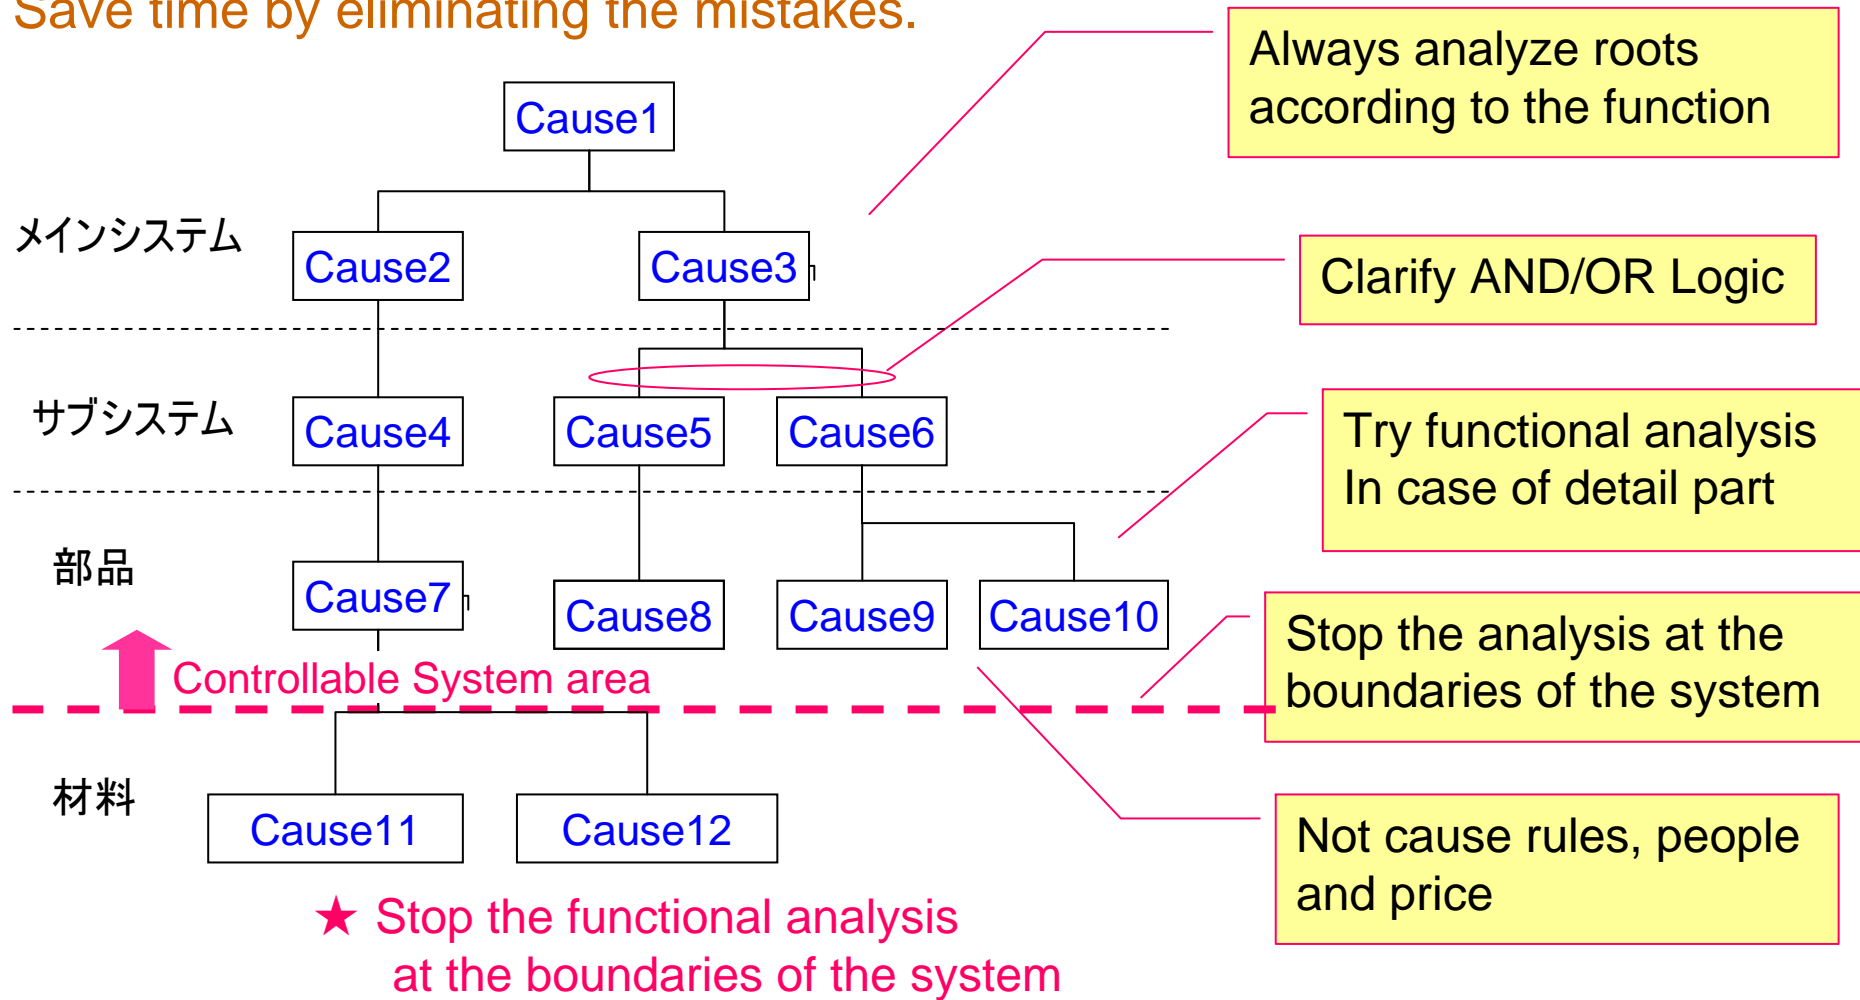 Save time by eliminating the mistakes.
Always analyze roots
according to the function
Cause1
メインシステム
Cause2
Cause3
Clarify AND/OR Logic
サブシステム
Cause4
Cause5
Cause6
Try functional analysis
In case of detail part
部品
Cause7
Cause8
Cause9
Cause10
Stop the analysis at the
boundaries of the system
Controllable System area
材料
Cause11
Cause12
Not cause rules, people
and price
★ Stop the functional analysis
at the boundaries of the system